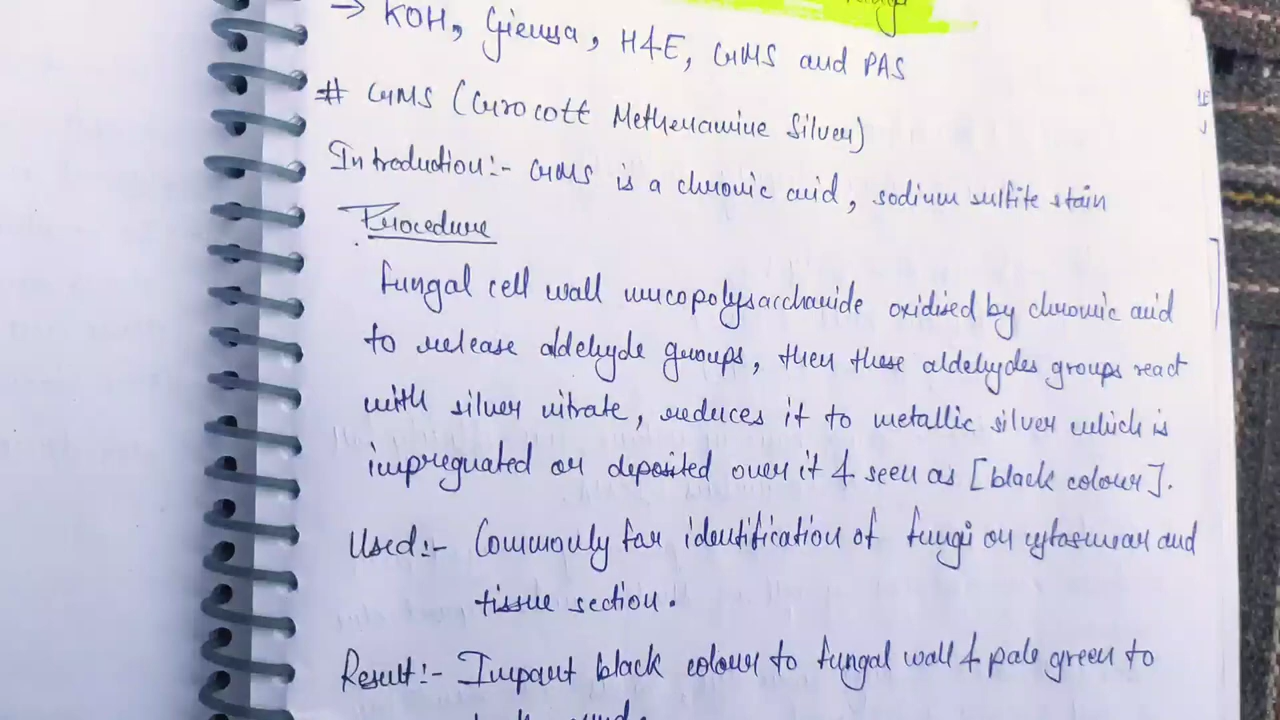 → KOH, Giemsa, H&E, GMS and PAS
# GMS (Grocott Methenamine Silver)
Introduction:- GMS is a chromic acid, sodium sulfite stain
Procedure
fungal cell wall mucopolysaccharide oxidised by chromic acid
to release aldehyde groups, then these aldehydes groups react
with silver nitrate, reduces it to metallic silver which is
impregnated or deposited over it & seen as [black colour].
Used:- Commonly for identification of fungi on cytosmear and
tissue section.
Result:- Impart black colour to fungal wall & pale green to